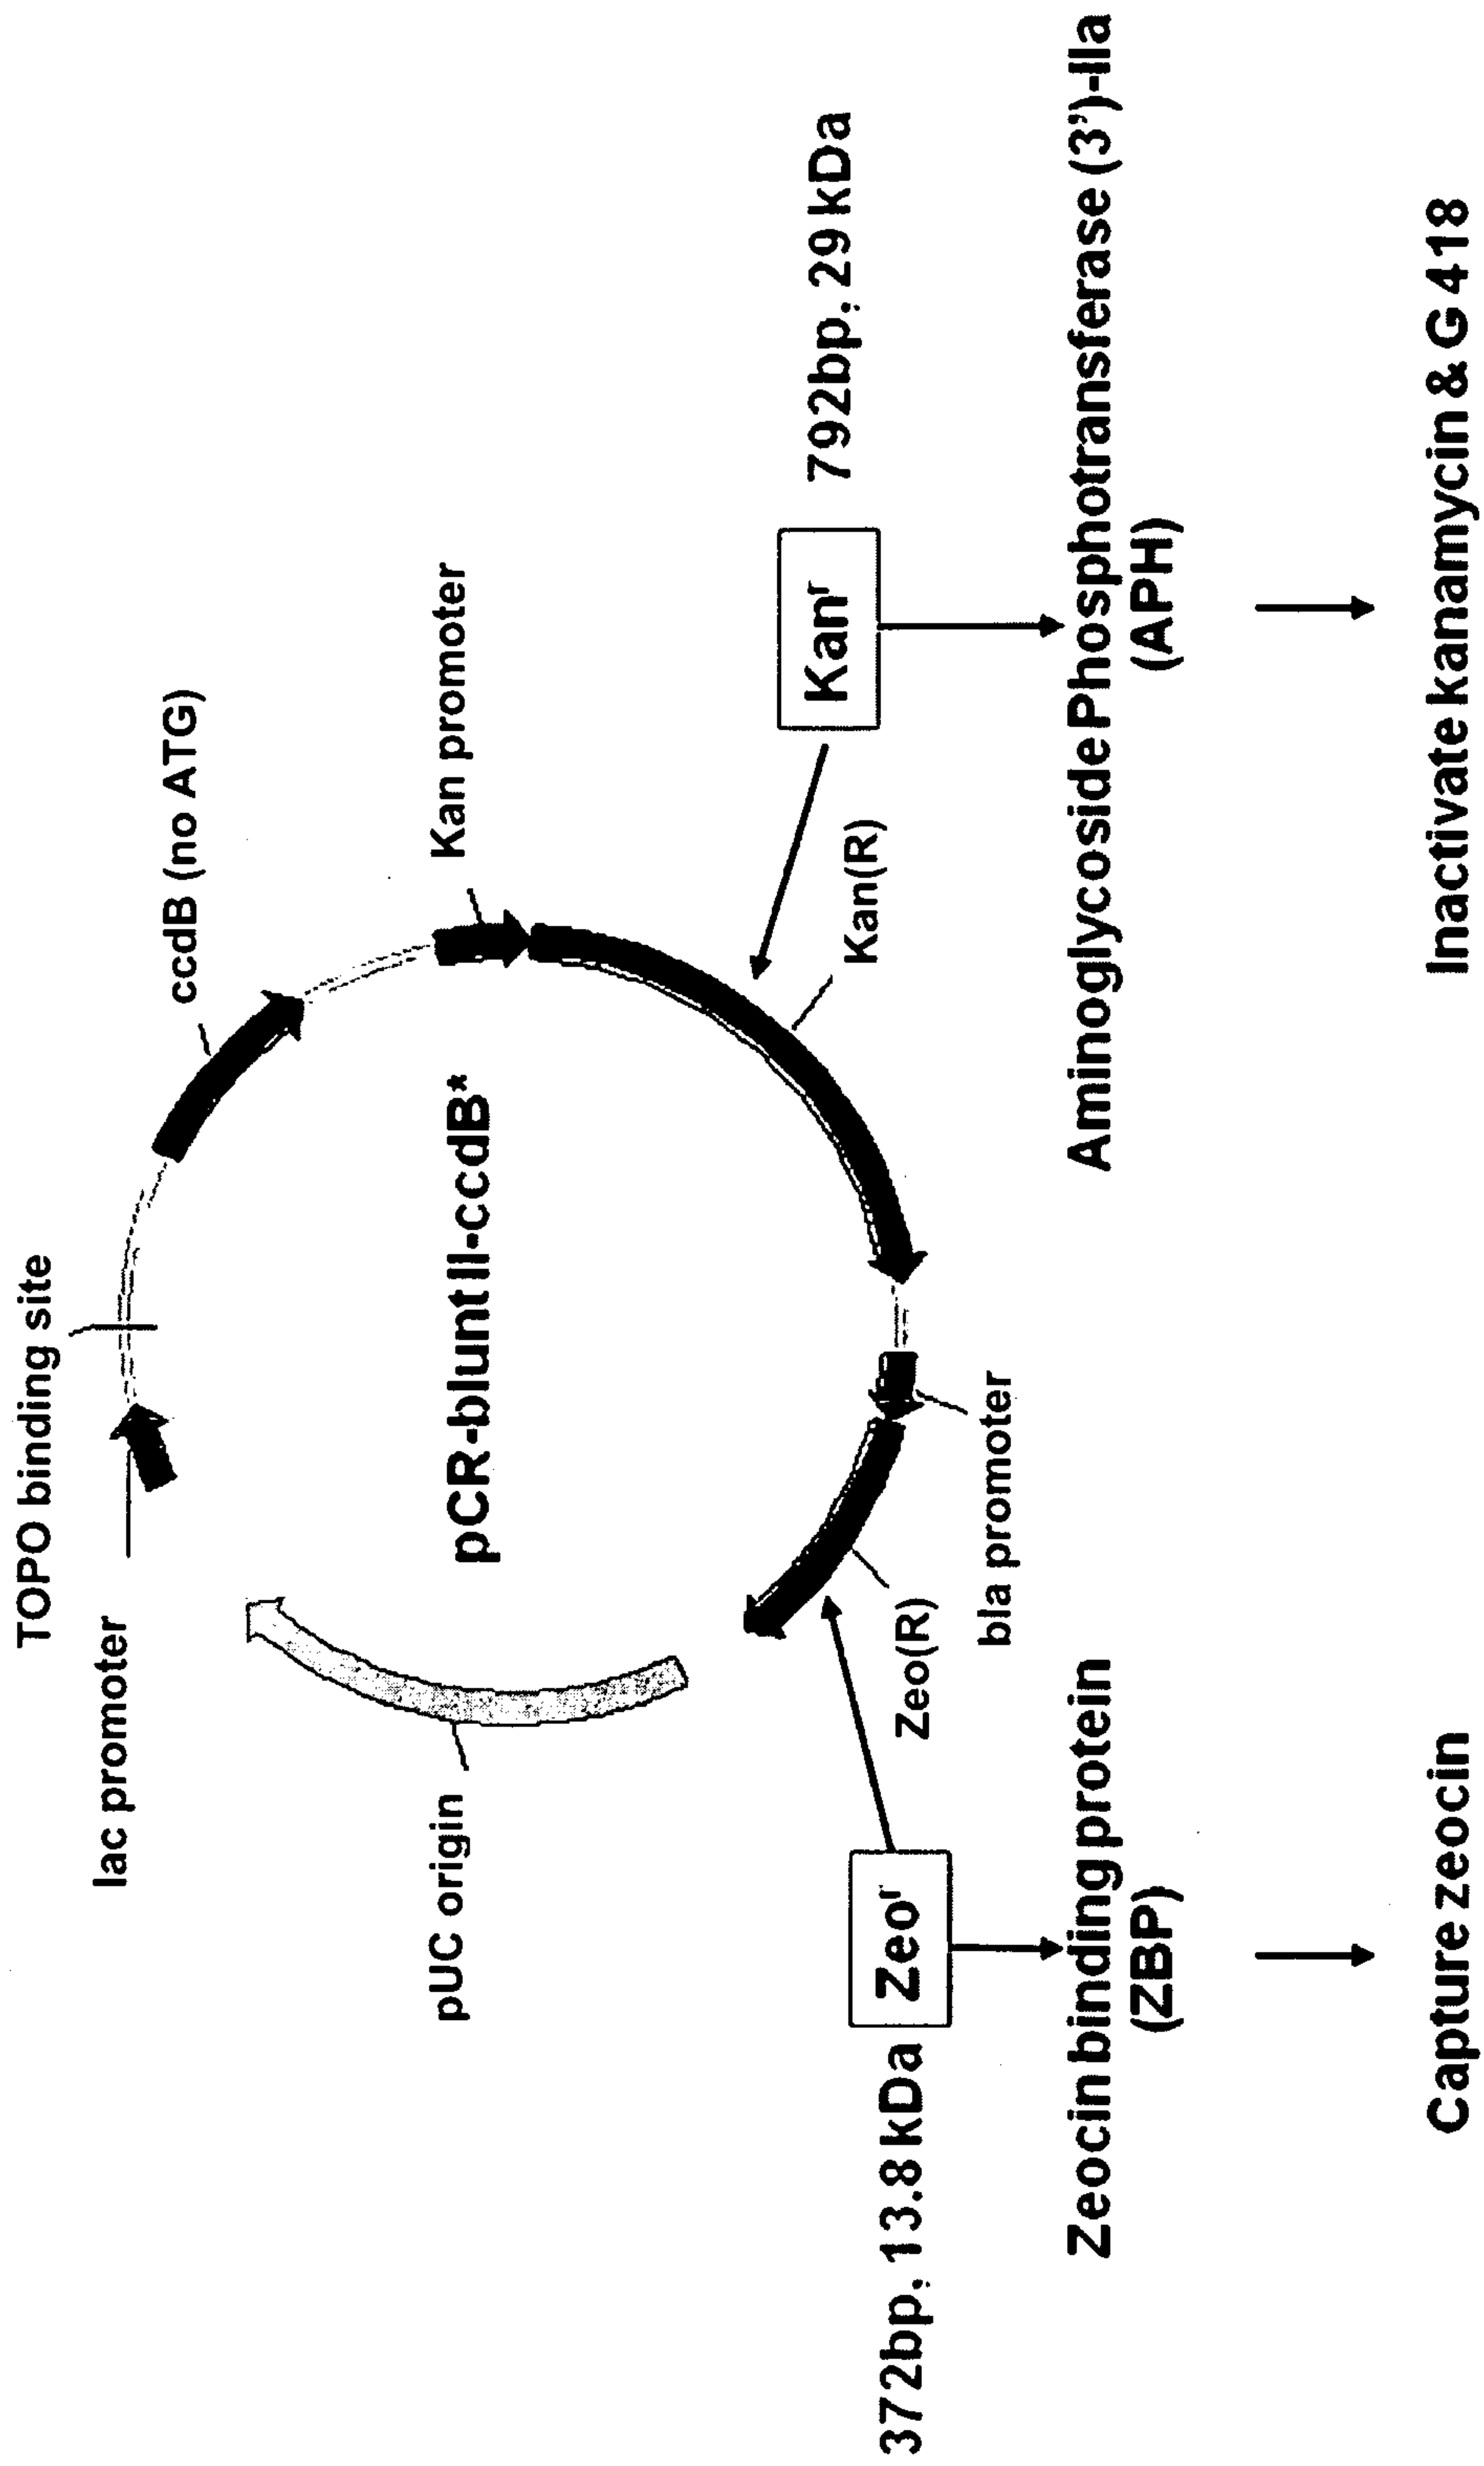 TOPO binding site
lac promoter
ccdB (no ATG)
pUC origin
pCR-bluntII-ccdB*
Kan promoter
Zeo(R)
Kan(R)
bla promoter
372bp, 13.8 kDa
Zeoʳ
Kanʳ
792bp, 29 kDa
Zeocin binding protein
(ZBP)
Aminoglycoside Phosphotransferase (3')-IIa
(APH)
Capture zeocin
Inactivate kanamycin & G 418